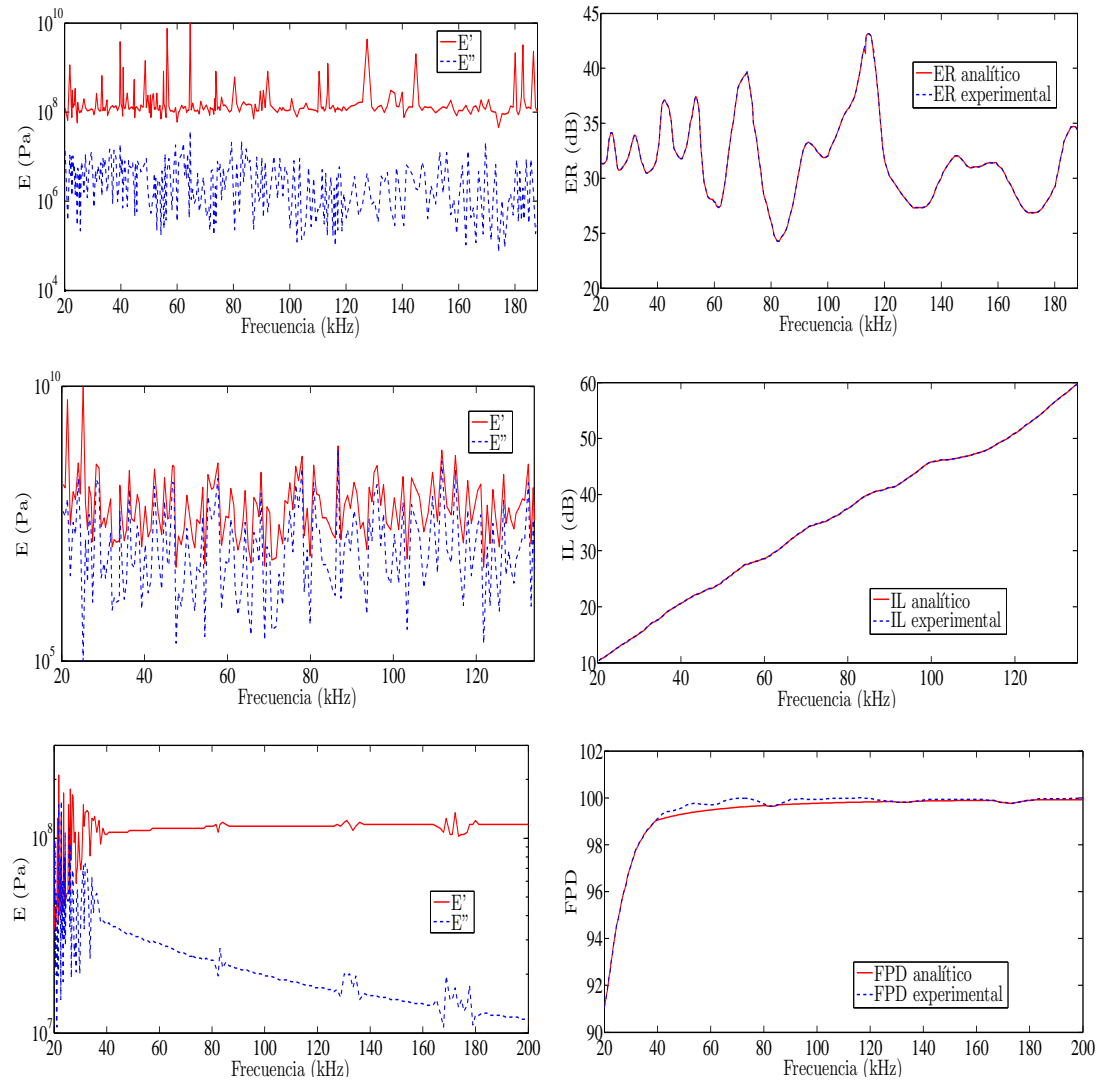 10^10
10^8
10^6
10^4
E (Pa)
E'
E''
20 40 60 80 100 120 140 160 180
Frecuencia (kHz)
45
40
35
30
25
20
ER (dB)
ER analítico
ER experimental
20 40 60 80 100 120 140 160 180
Frecuencia (kHz)
10^10
10^5
E (Pa)
E'
E''
20 40 60 80 100 120
Frecuencia (kHz)
60
50
40
30
20
10
IL (dB)
IL analítico
IL experimental
20 40 60 80 100 120
Frecuencia (kHz)
10^8
10^7
E (Pa)
E'
E''
20 40 60 80 100 120 140 160 180 200
Frecuencia (kHz)
102
100
98
96
94
92
90
FPD
FPD analítico
FPD experimental
20 40 60 80 100 120 140 160 180 200
Frecuencia (kHz)